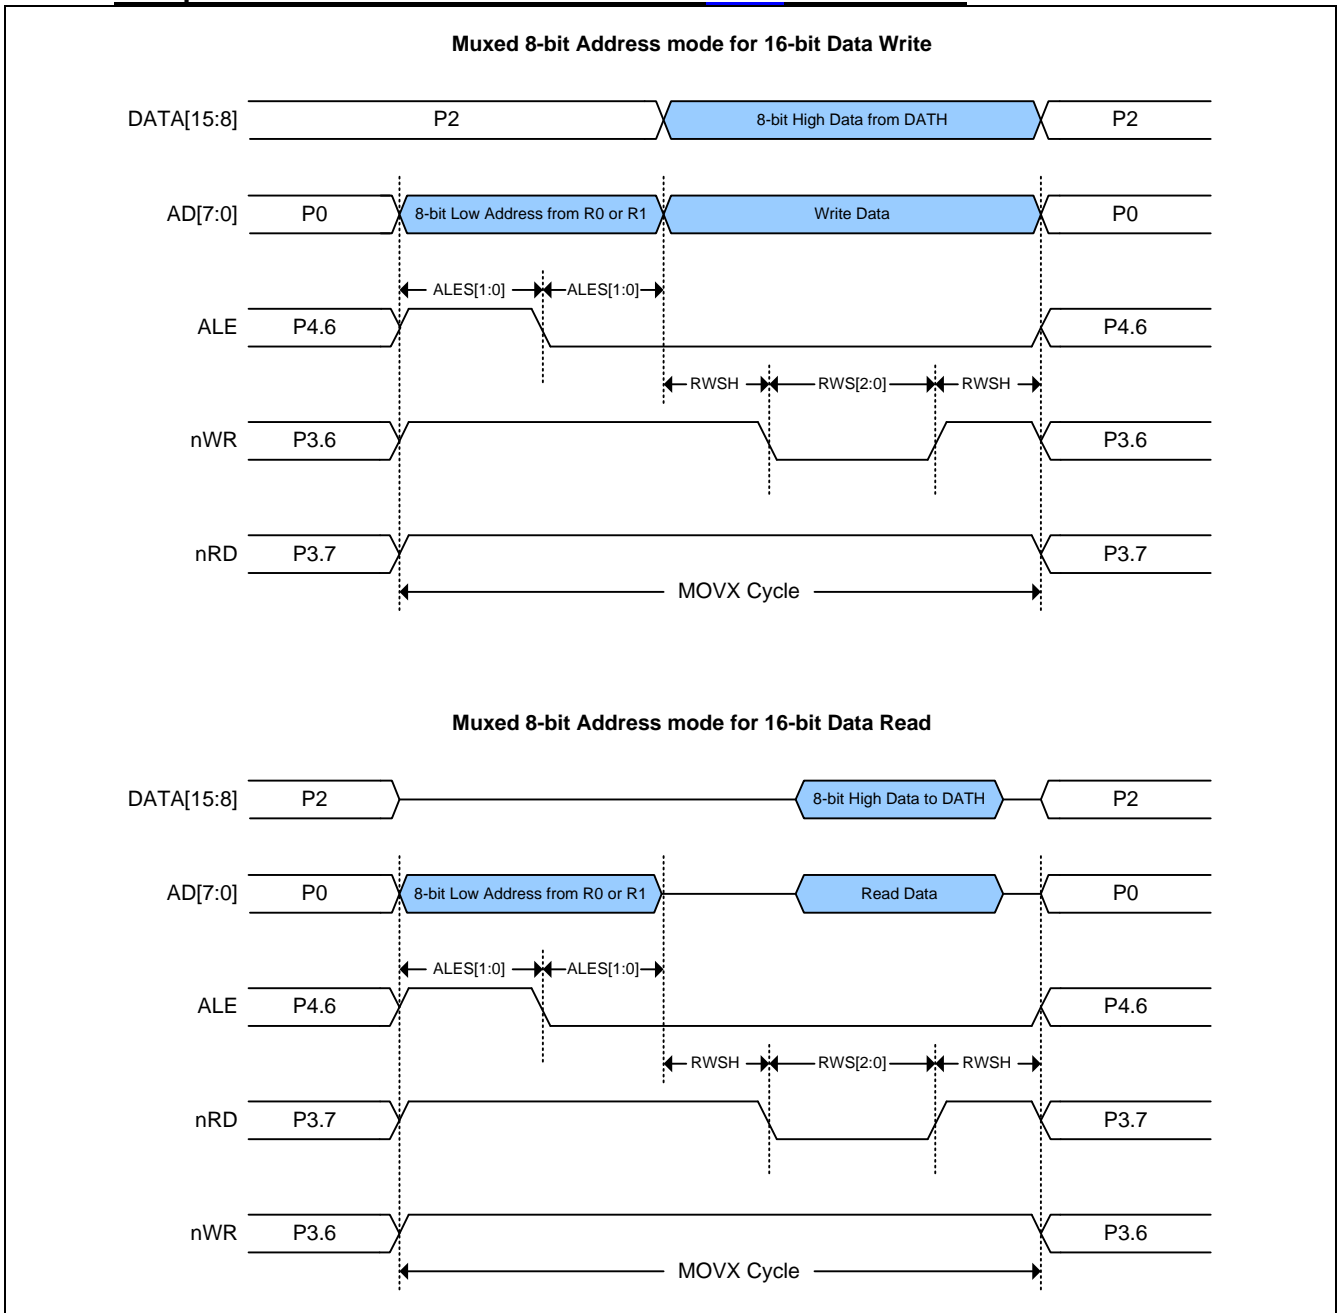 Muxed 8-bit Address mode for 16-bit Data Write
DATA[15:8] P2 8-bit High Data from DATH P2
AD[7:0] P0 8-bit Low Address from R0 or R1 Write Data P0
ALES[1:0] ALES[1:0]
ALE P4.6 P4.6
RWSH RWS[2:0] RWSH
nWR P3.6 P3.6
nRD P3.7 P3.7
MOVX Cycle
Muxed 8-bit Address mode for 16-bit Data Read
DATA[15:8] P2 8-bit High Data to DATH P2
AD[7:0] P0 8-bit Low Address from R0 or R1 Read Data P0
ALES[1:0] ALES[1:0]
ALE P4.6 P4.6
RWSH RWS[2:0] RWSH
nRD P3.7 P3.7
nWR P3.6 P3.6
MOVX Cycle